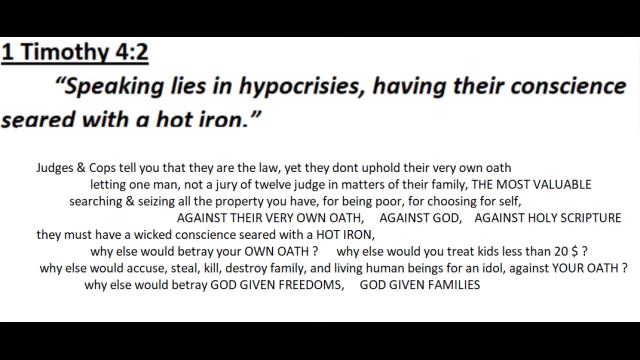 1 Timothy 4:2
“Speaking lies in hypocrisies, having their conscience
seared with a hot iron.”
Judges & Cops tell you that they are the law, yet they dont uphold their very own oath
letting one man, not a jury of twelve judge in matters of their family, THE MOST VALUABLE
searching & seizing all the property you have, for being poor, for choosing for self,
AGAINST THEIR VERY OWN OATH, AGAINST GOD, AGAINST HOLY SCRIPTURE
they must have a wicked conscience seared with a HOT IRON,
why else would betray your OWN OATH ? why else would you treat kids less than 20 $ ?
why else would accuse, steal, kill, destroy family, and living human beings for an idol, against YOUR OATH ?
why else would betray GOD GIVEN FREEDOMS, GOD GIVEN FAMILIES